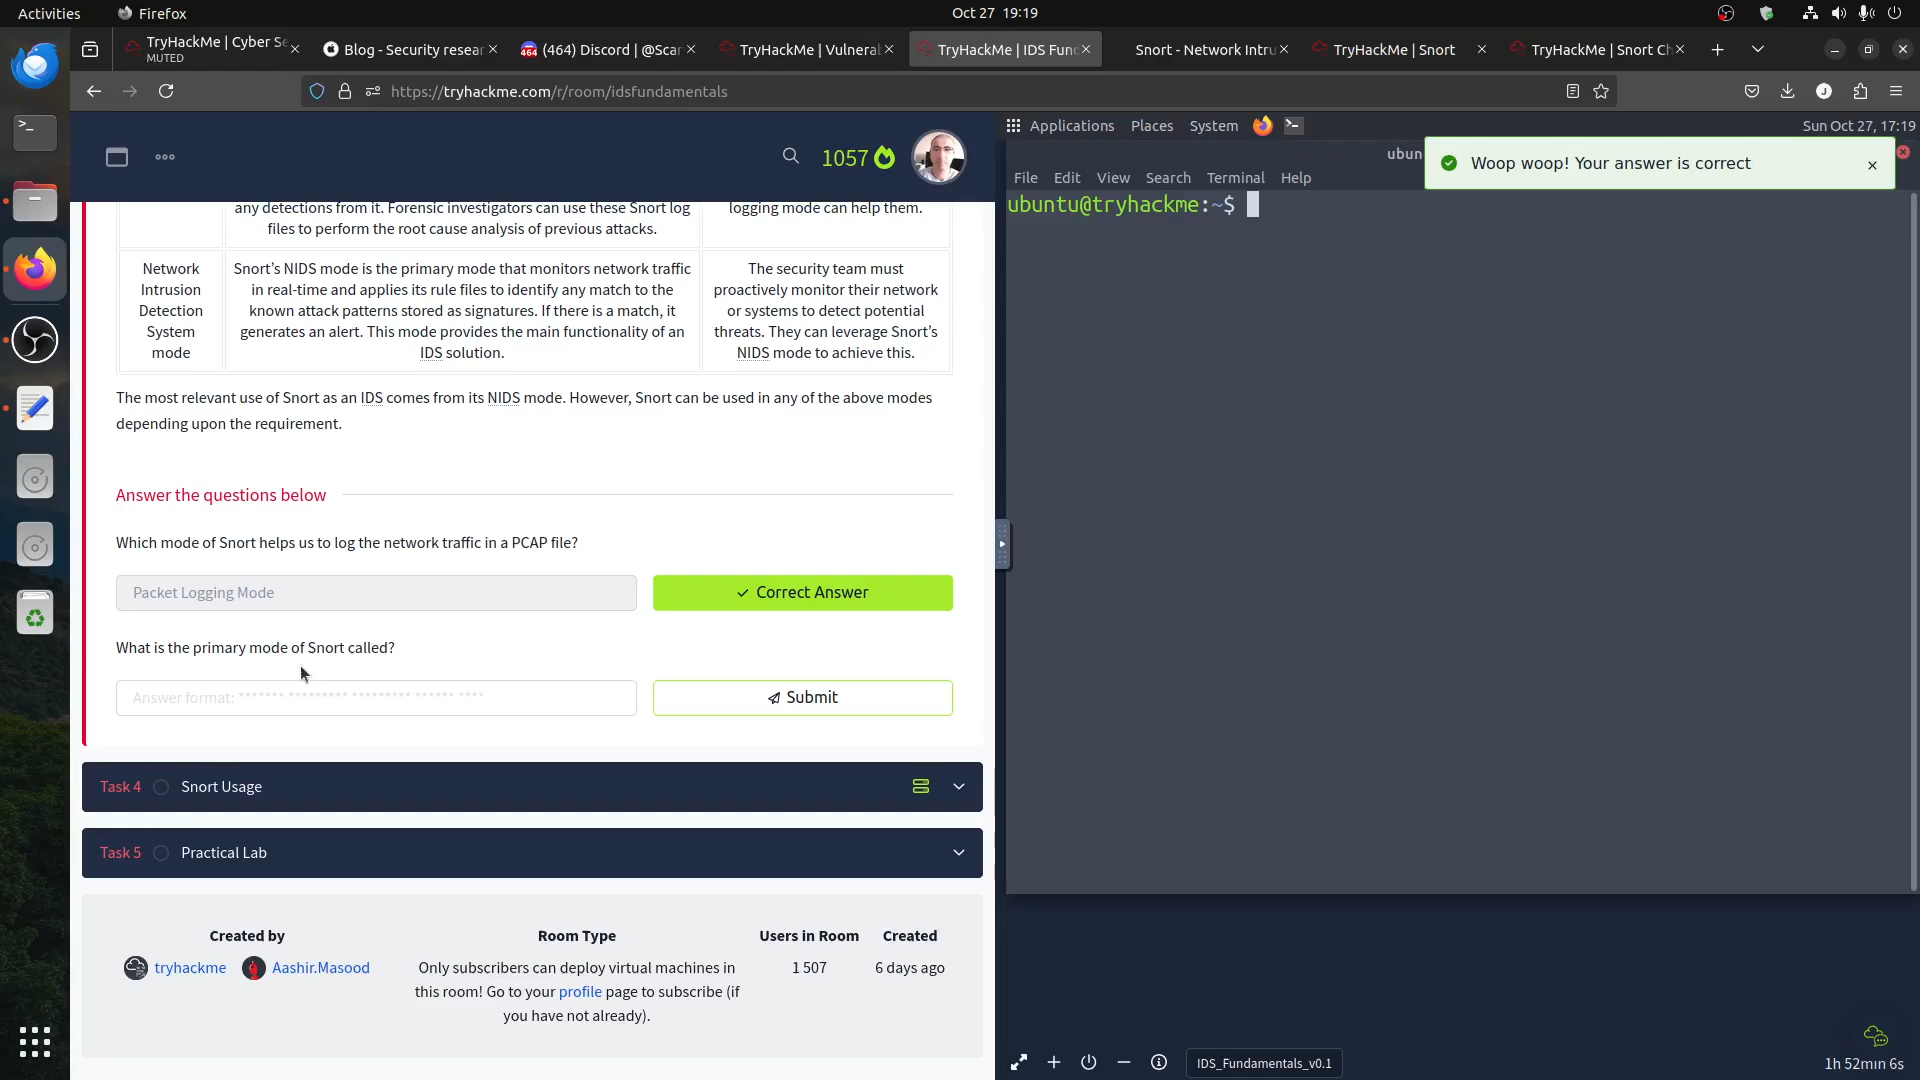 Activities
Firefox
Oct 27 19:19
TryHackMe | Cyber Se
MUTED
Blog - Security resear
(464) Discord | @Scar
TryHackMe | Vulneral
TryHackMe | IDS Fun
Snort - Network Intru
TryHackMe | Snort
TryHackMe | Snort Ch
https://tryhackme.com/r/room/idsfundamentals
1057
Applications
Places
System
Sun Oct 27, 17:19
ubun
Woop woop! Your answer is correct
File Edit View Search Terminal Help
ubuntu@tryhackme:~$
any detections from it. Forensic investigators can use these Snort log
files to perform the root cause analysis of previous attacks.
logging mode can help them.
Network
Intrusion
Detection
System
mode
Snort's NIDS mode is the primary mode that monitors network traffic
in real-time and applies its rule files to identify any match to the
known attack patterns stored as signatures. If there is a match, it
generates an alert. This mode provides the main functionality of an
IDS solution.
The security team must
proactively monitor their network
or systems to detect potential
threats. They can leverage Snort's
NIDS mode to achieve this.
The most relevant use of Snort as an IDS comes from its NIDS mode. However, Snort can be used in any of the above modes
depending upon the requirement.
Answer the questions below
Which mode of Snort helps us to log the network traffic in a PCAP file?
Packet Logging Mode
Correct Answer
What is the primary mode of Snort called?
Answer format: ******* ********* ********* ****** ****
Submit
Task 4
Snort Usage
Task 5
Practical Lab
Created by
tryhackme
Aashir.Masood
Room Type
Only subscribers can deploy virtual machines in
this room! Go to your profile page to subscribe (if
you have not already).
Users in Room
1 507
Created
6 days ago
IDS_Fundamentals_v0.1
1h 52min 6s